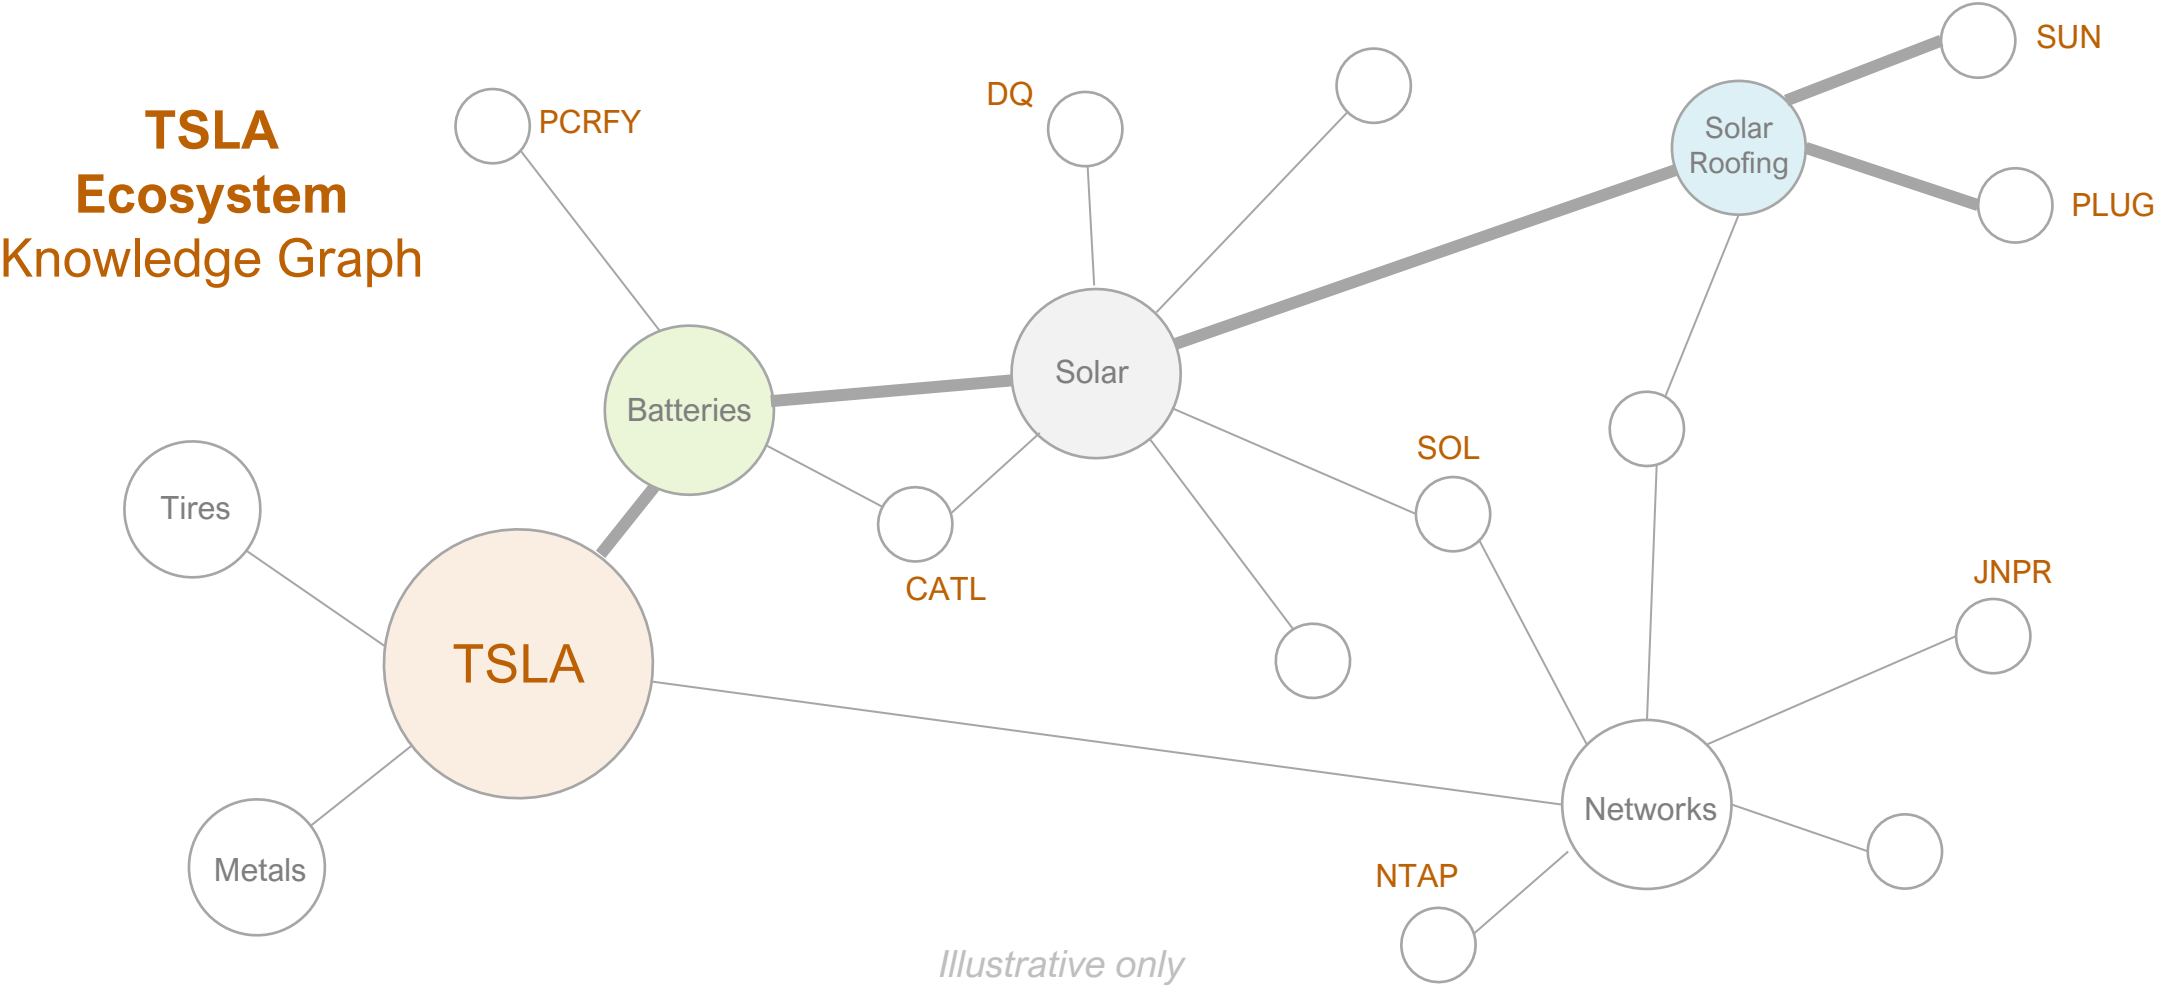 TSLA
Ecosystem
Knowledge Graph
PCRFY
DQ
SUN
Solar
Roofing
PLUG
Batteries
Solar
SOL
Tires
CATL
JNPR
TSLA
Networks
Metals
NTAP
Illustrative only